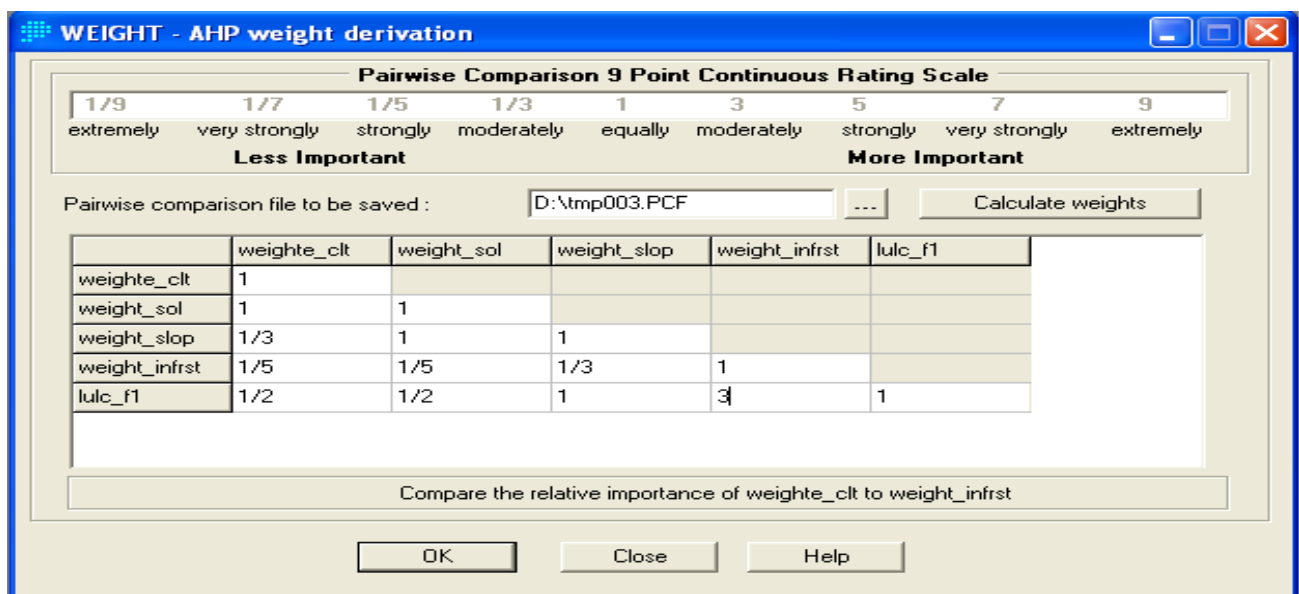 WEIGHT - AHP weight derivation
Pairwise Comparison 9 Point Continuous Rating Scale
1/9 1/7 1/5 1/3 1 3 5 7 9
extremely very strongly strongly moderately equally moderately strongly very strongly extremely
Less Important More Important
Pairwise comparison file to be saved : D:\tmp003.PCF ... Calculate weights
weighte_clt weight_sol weight_slop weight_infrst lulc_f1
weighte_clt 1
weight_sol 1 1
weight_slop 1/3 1 1
weight_infrst 1/5 1/5 1/3 1
lulc_f1 1/2 1/2 1 3 1
Compare the relative importance of weighte_clt to weight_infrst
OK Close Help